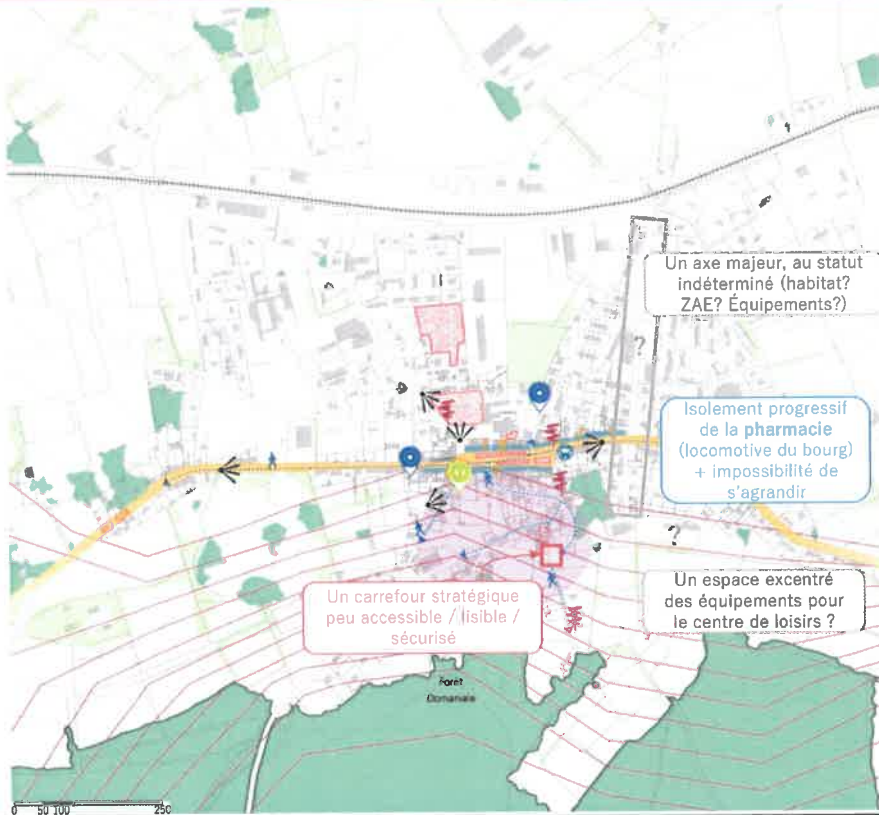 Un axe majeur, au statut
indéterminé (habitat?
ZAE? Équipements?)
?
Isolement progressif
de la pharmacie
(locomotive du bourg)
+ impossibilité de
s'agrandir
?
Un espace excentré
des équipements pour
le centre de loisirs ?
Un carrefour stratégique
peu accessible / lisible /
sécurisé
Foret
Domaniale
0 50 100 250